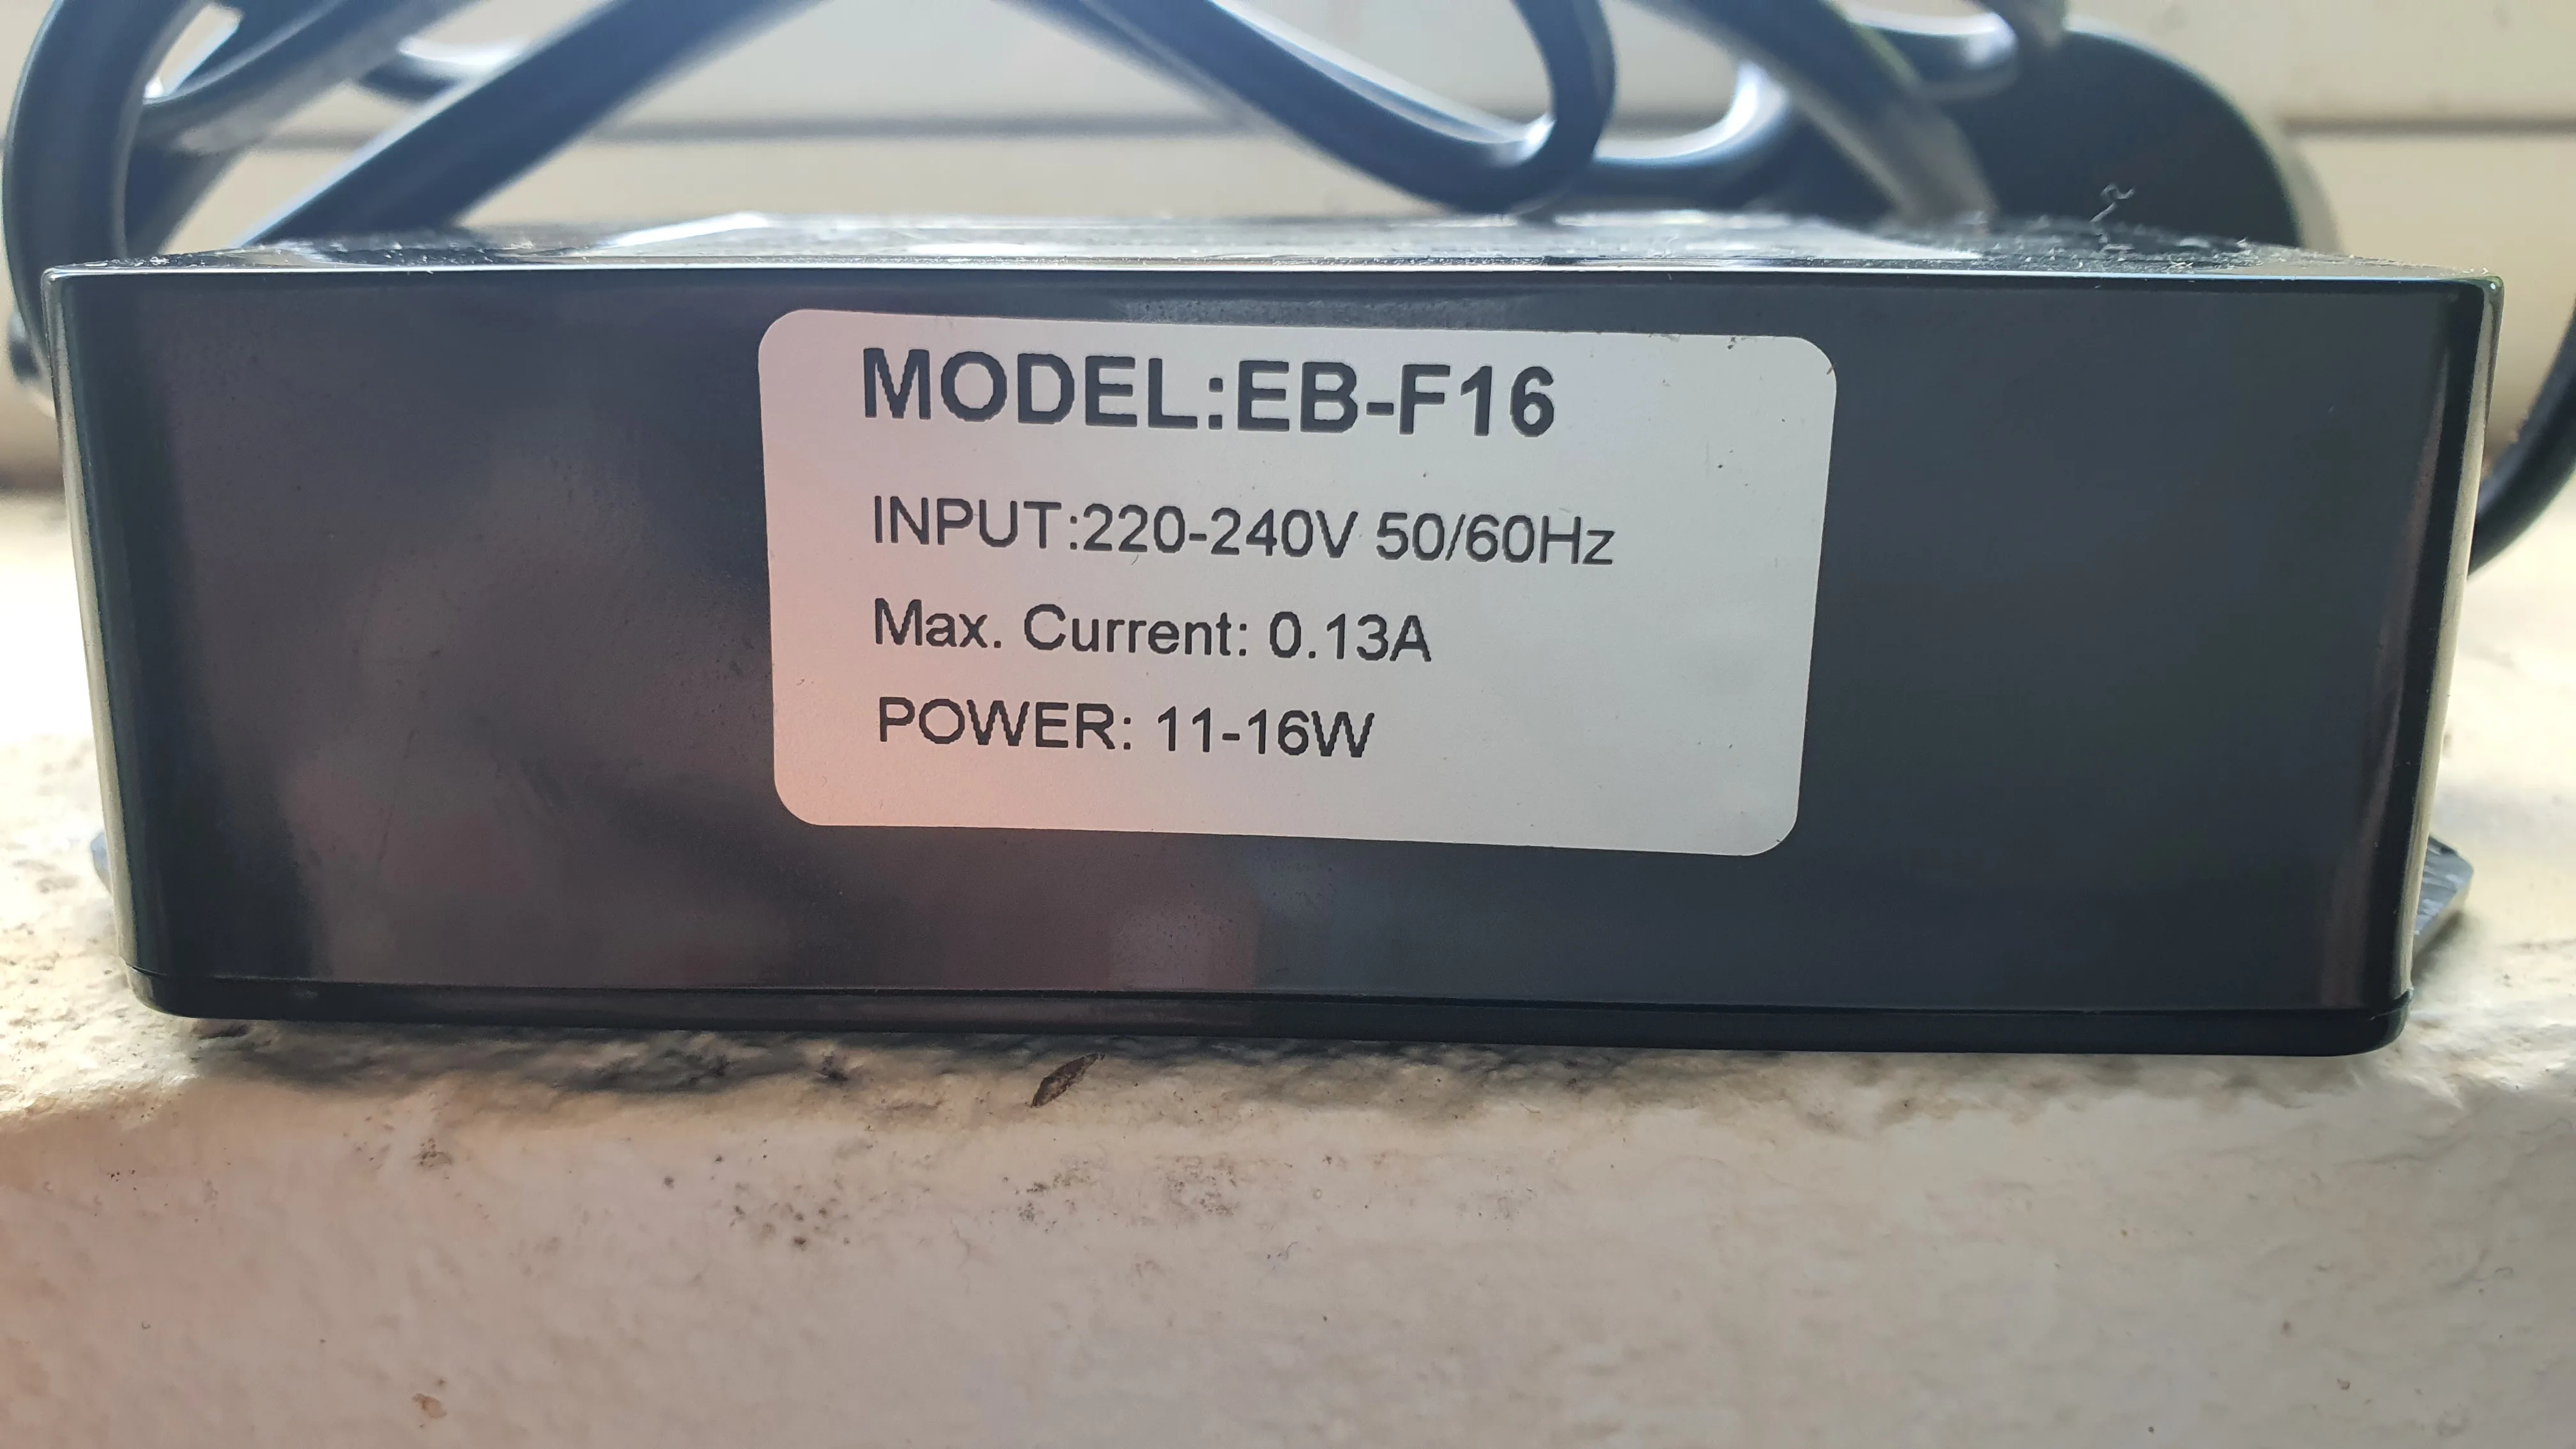 MODEL:EB-F16
INPUT:220-240V 50/60Hz
Max. Current: 0.13A
POWER: 11-16W